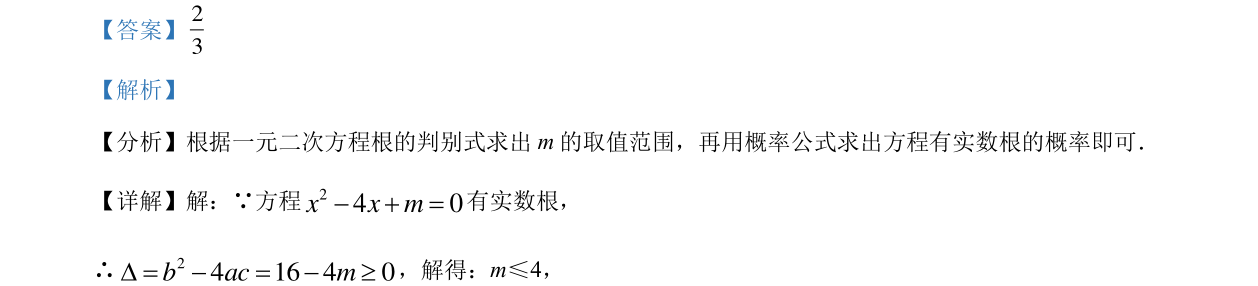 【答案】2/3
【解析】
【分析】根据一元二次方程根的判别式求出 m 的取值范围，再用概率公式求出方程有实数根的概率即可．
【详解】解：∵方程 x² − 4x + m = 0 有实数根，
∴ Δ = b² − 4ac = 16 − 4m ≥ 0，解得：m≤4，